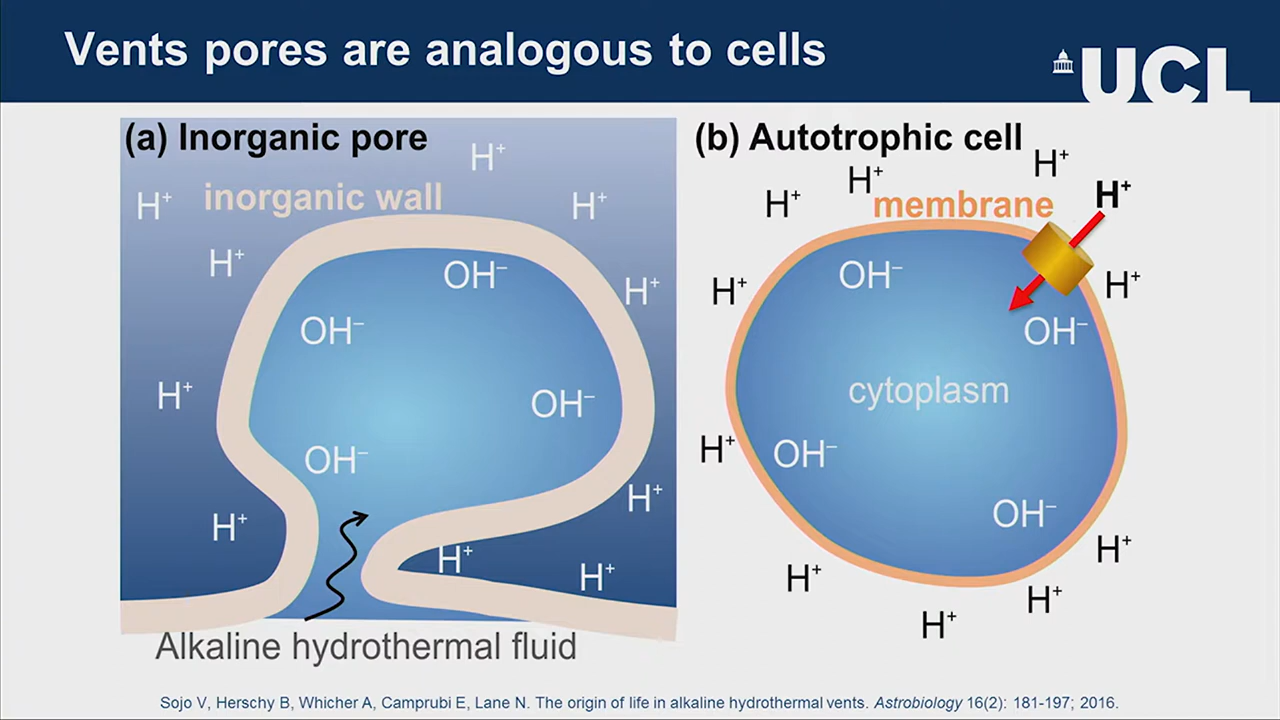 Vents pores are analogous to cells
UCL
(a) Inorganic pore
H⁺
H⁺
inorganic wall
H⁺
H⁺
OH⁻
H⁺
OH⁻
H⁺
OH⁻
OH⁻
H⁺
H⁺
H⁺
H⁺
Alkaline hydrothermal fluid
(b) Autotrophic cell
H⁺
H⁺
H⁺
H⁺
membrane
OH⁻
H⁺
H⁺
OH⁻
cytoplasm
H⁺
OH⁻
OH⁻
H⁺
H⁺
H⁺
H⁺
Sojo V, Herschy B, Whicher A, Camprubi E, Lane N. The origin of life in alkaline hydrothermal vents. Astrobiology 16(2): 181-197; 2016.